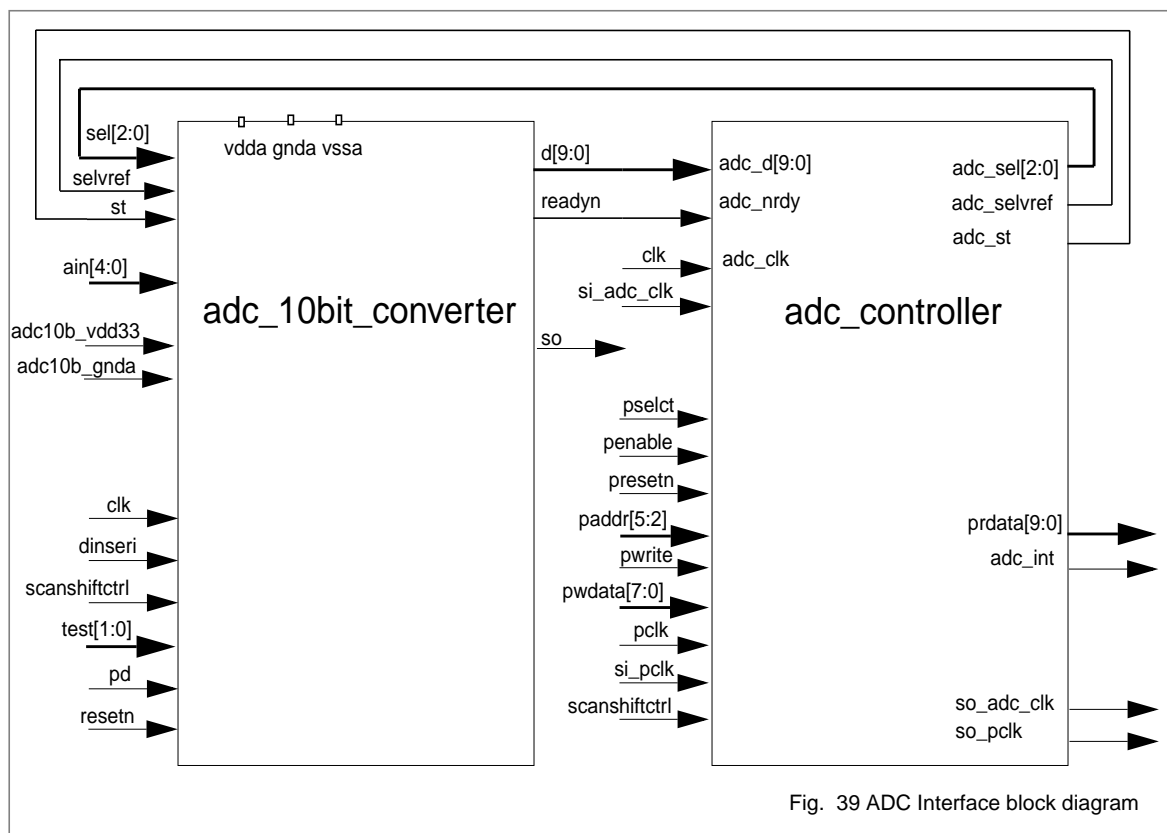 sel[2:0]
selvref
st
ain[4:0]
adc10b_vdd33
adc10b_gnda
clk
dinseri
scanshiftctrl
test[1:0]
pd
resetn
vdda gnda vssa
adc_10bit_converter
d[9:0]
readyn
clk
si_adc_clk
so
pselct
penable
presetn
paddr[5:2]
pwrite
pwdata[7:0]
pclk
si_pclk
scanshiftctrl
adc_d[9:0]
adc_nrdy
adc_clk
adc_controller
adc_sel[2:0]
adc_selvref
adc_st
prdata[9:0]
adc_int
so_adc_clk
so_pclk
Fig. 39 ADC Interface block diagram